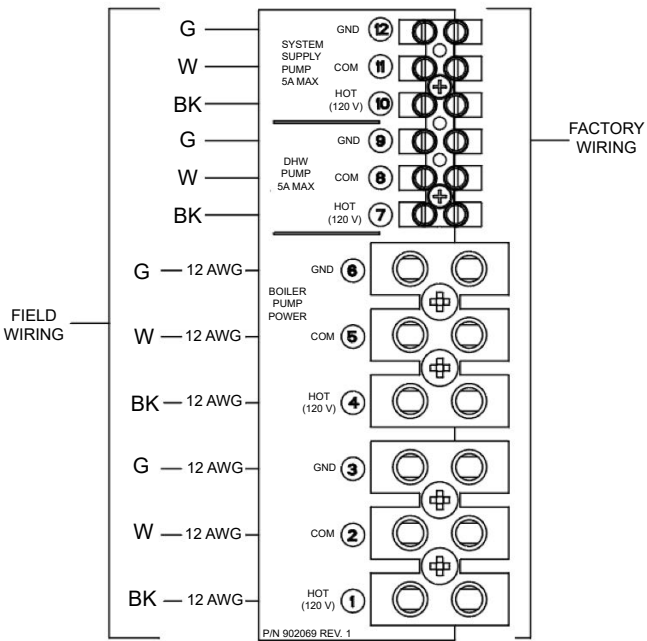 G
GND 12
SYSTEM
SUPPLY
PUMP
5A MAX
W
COM 11
BK
HOT
(120 V) 10
G
GND 9
DHW
PUMP
5A MAX
W
COM 8
BK
HOT
(120 V) 7
G 12 AWG
GND 6
BOILER
PUMP
POWER
W 12 AWG
COM 5
BK 12 AWG
HOT
(120 V) 4
G 12 AWG
GND 3
W 12 AWG
COM 2
BK 12 AWG
HOT
(120 V) 1
P/N 902069 REV. 1
FIELD
WIRING
FACTORY
WIRING